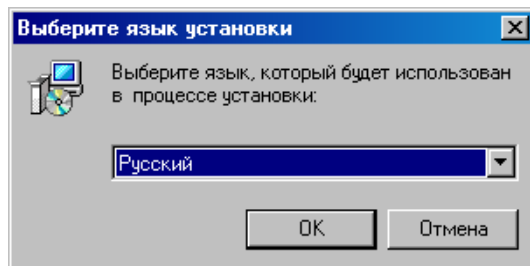 Выберите язык установки
Выберите язык, который будет использован
в процессе установки:
Русский
OK
Отмена